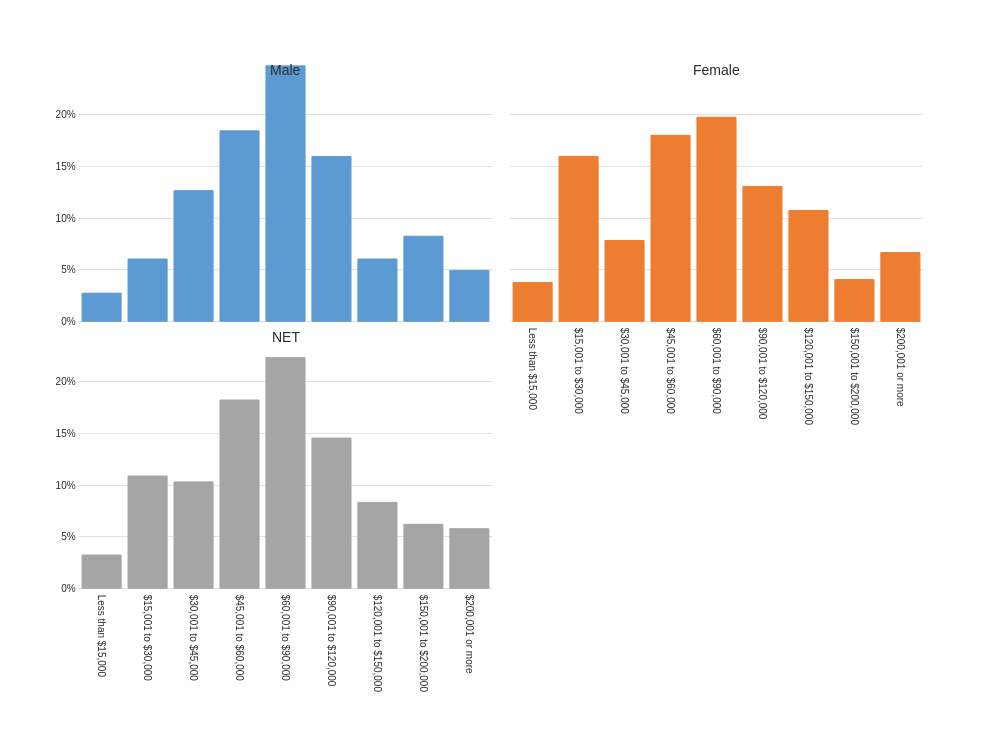 Male
20%
15%
10%
5%
0%
Female
Less than $15,000
$15,001 to $30,000
$30,001 to $45,000
$45,001 to $60,000
$60,001 to $90,000
$90,001 to $120,000
$120,001 to $150,000
$150,001 to $200,000
$200,001 or more
NET
20%
15%
10%
5%
0%
Less than $15,000
$15,001 to $30,000
$30,001 to $45,000
$45,001 to $60,000
$60,001 to $90,000
$90,001 to $120,000
$120,001 to $150,000
$150,001 to $200,000
$200,001 or more